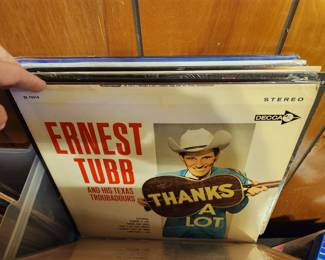 STEREO
DECCA
ERNEST
TUBB
AND HIS TEXAS
TROUBADOURS
THANKS
A
LOT